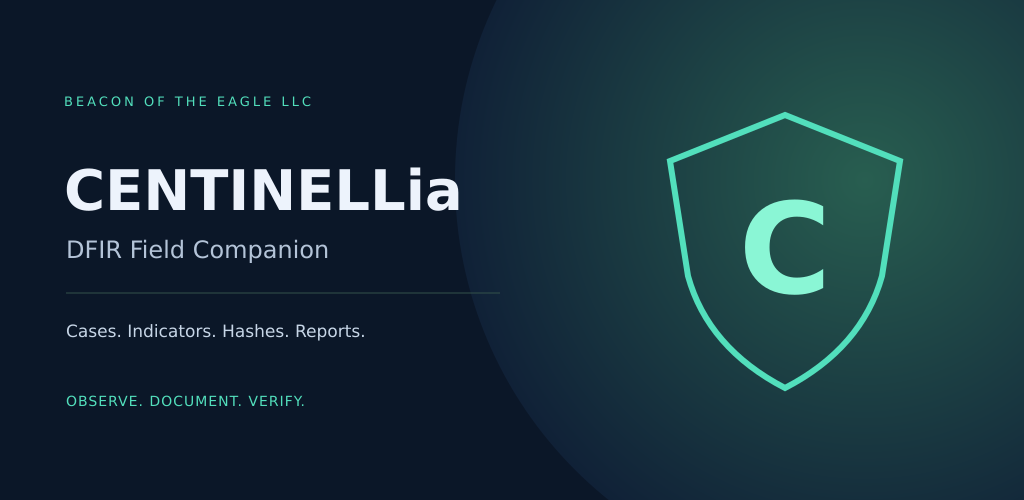 BEACON OF THE EAGLE LLC
CENTINELLia
DFIR Field Companion
Cases. Indicators. Hashes. Reports.
OBSERVE. DOCUMENT. VERIFY.
C